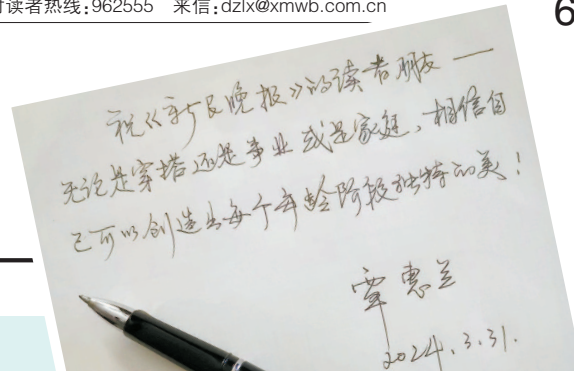 时读者热线:962555 来信:dzlx@xmwb.com.cn
6
祝《新民晚报》的读者朋友——
无论是穿搭还是事业或是家庭，相信自
己可以创造出每个年龄阶段独特的美！
覃惠兰
2024.3.31.